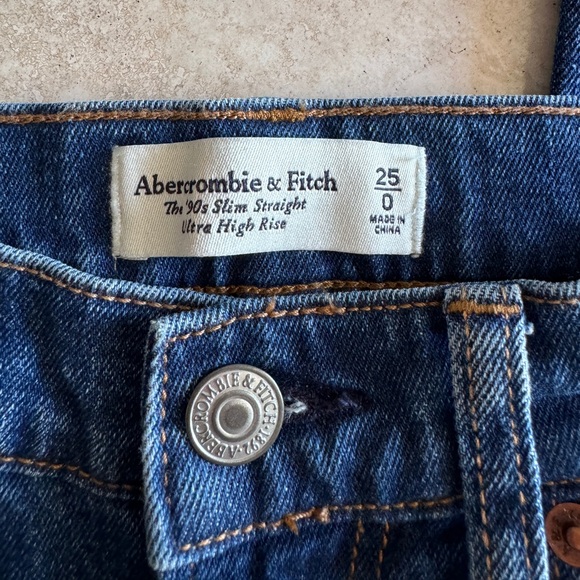 Abercrombie & Fitch
The '90s Slim Straight
Ultra High Rise
25
0
MADE IN
CHINA
ABERCROMBIE & FITCH · 1892 ·